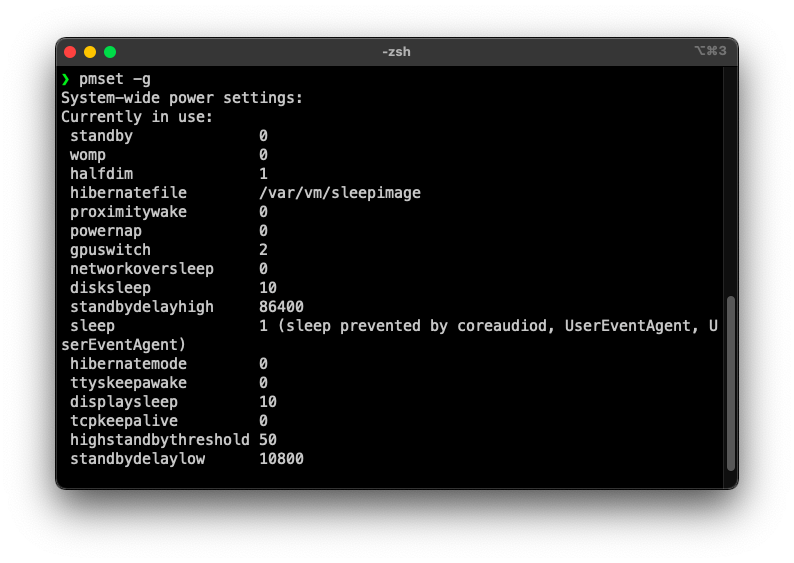 -zsh
⌥⌘3
❯ pmset -g
System-wide power settings:
Currently in use:
 standby              0
 womp                 0
 halfdim              1
 hibernatefile        /var/vm/sleepimage
 proximitywake        0
 powernap             0
 gpuswitch            2
 networkoversleep     0
 disksleep            10
 standbydelayhigh     86400
 sleep                1 (sleep prevented by coreaudiod, UserEventAgent, U
serEventAgent)
 hibernatemode        0
 ttyskeepawake        0
 displaysleep         10
 tcpkeepalive         0
 highstandbythreshold 50
 standbydelaylow      10800